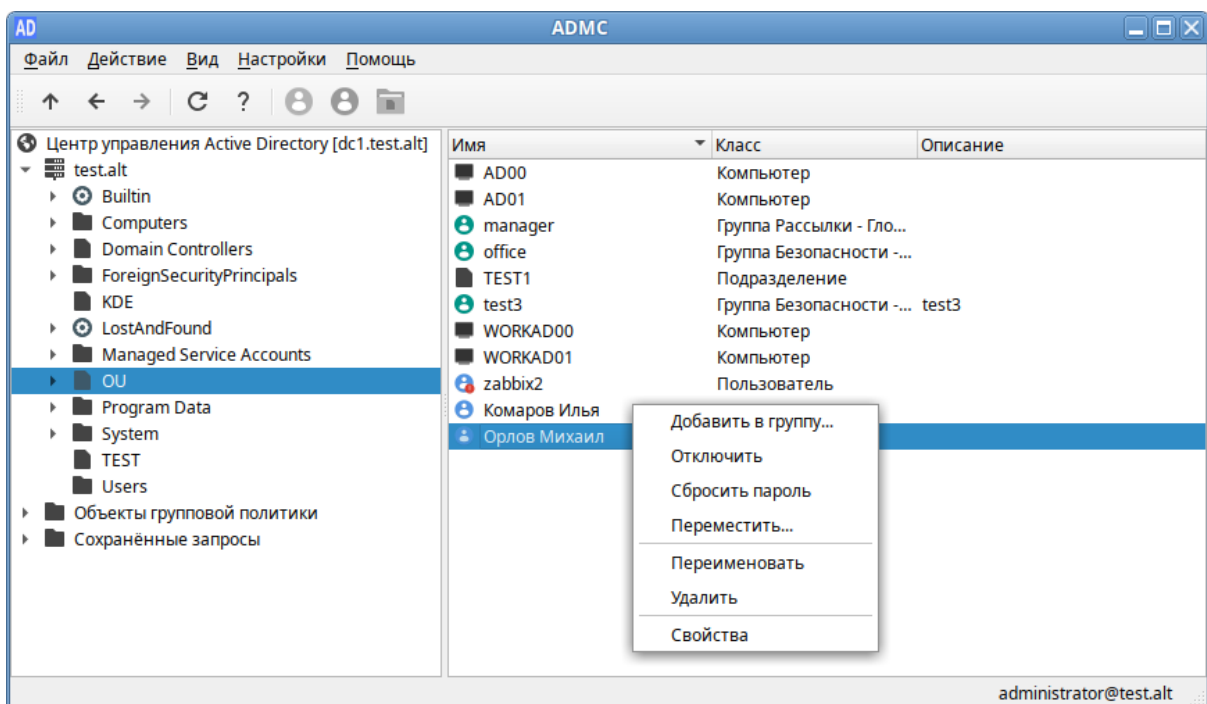 AD ADMC
Файл Действие Вид Настройки Помощь
?
Центр управления Active Directory [dc1.test.alt]
test.alt
Builtin
Computers
Domain Controllers
ForeignSecurityPrincipals
KDE
LostAndFound
Managed Service Accounts
OU
Program Data
System
TEST
Users
Объекты групповой политики
Сохранённые запросы
Имя Класс Описание
AD00 Компьютер
AD01 Компьютер
manager Группа Рассылки - Гло...
office Группа Безопасности -...
TEST1 Подразделение
test3 Группа Безопасности -... test3
WORKAD00 Компьютер
WORKAD01 Компьютер
zabbix2 Пользователь
Комаров Илья
Орлов Михаил
Добавить в группу...
Отключить
Сбросить пароль
Переместить...
Переименовать
Удалить
Свойства
administrator@test.alt